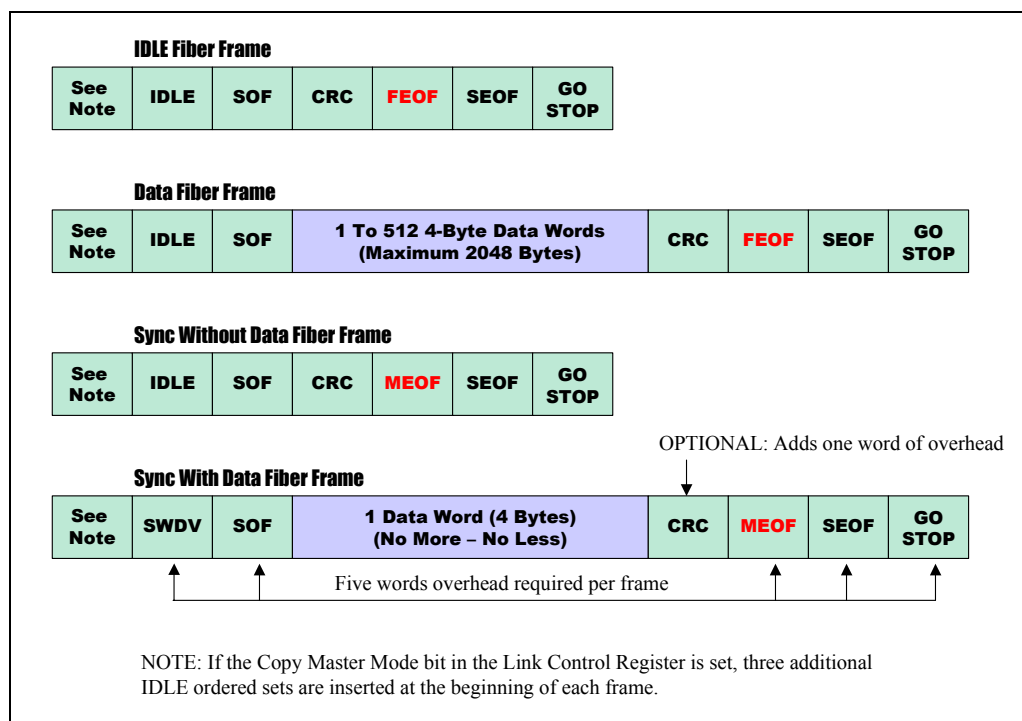 IDLE Fiber Frame
See Note IDLE SOF CRC FEOF SEOF GO STOP
Data Fiber Frame
See Note IDLE SOF 1 To 512 4-Byte Data Words (Maximum 2048 Bytes) CRC FEOF SEOF GO STOP
Sync Without Data Fiber Frame
See Note IDLE SOF CRC MEOF SEOF GO STOP
OPTIONAL: Adds one word of overhead
Sync With Data Fiber Frame
See Note SWDV SOF 1 Data Word (4 Bytes) (No More – No Less) CRC MEOF SEOF GO STOP
Five words overhead required per frame
NOTE: If the Copy Master Mode bit in the Link Control Register is set, three additional
IDLE ordered sets are inserted at the beginning of each frame.